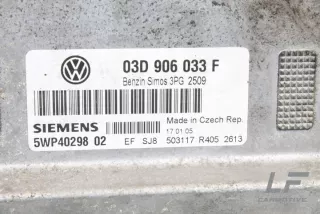 03D 906 033 F
Benzin Simos 3PG 2509
SIEMENS
Made in Czech Rep.
17.01.05
5WP40298 02
EF SJ8
503117 R405 2613
LF
CARMOTIVE